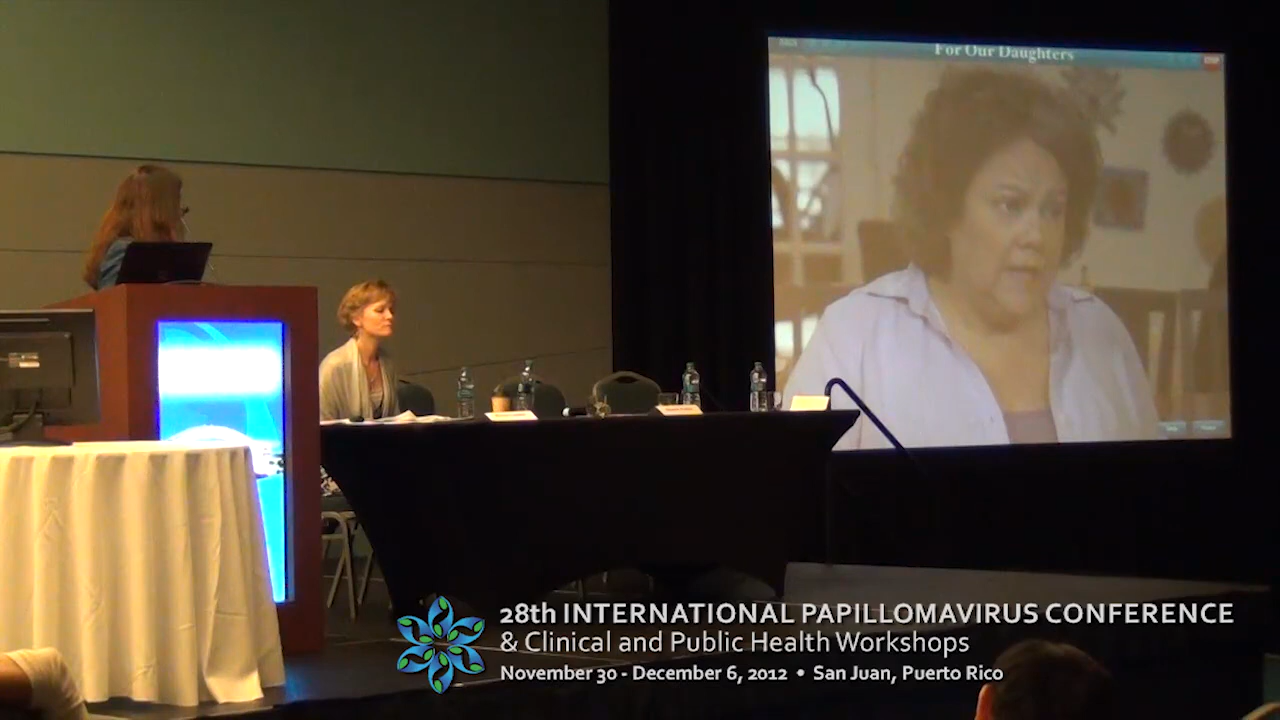 For Our Daughters
28th INTERNATIONAL PAPILLOMAVIRUS CONFERENCE
& Clinical and Public Health Workshops
November 30 - December 6, 2012 • San Juan, Puerto Rico